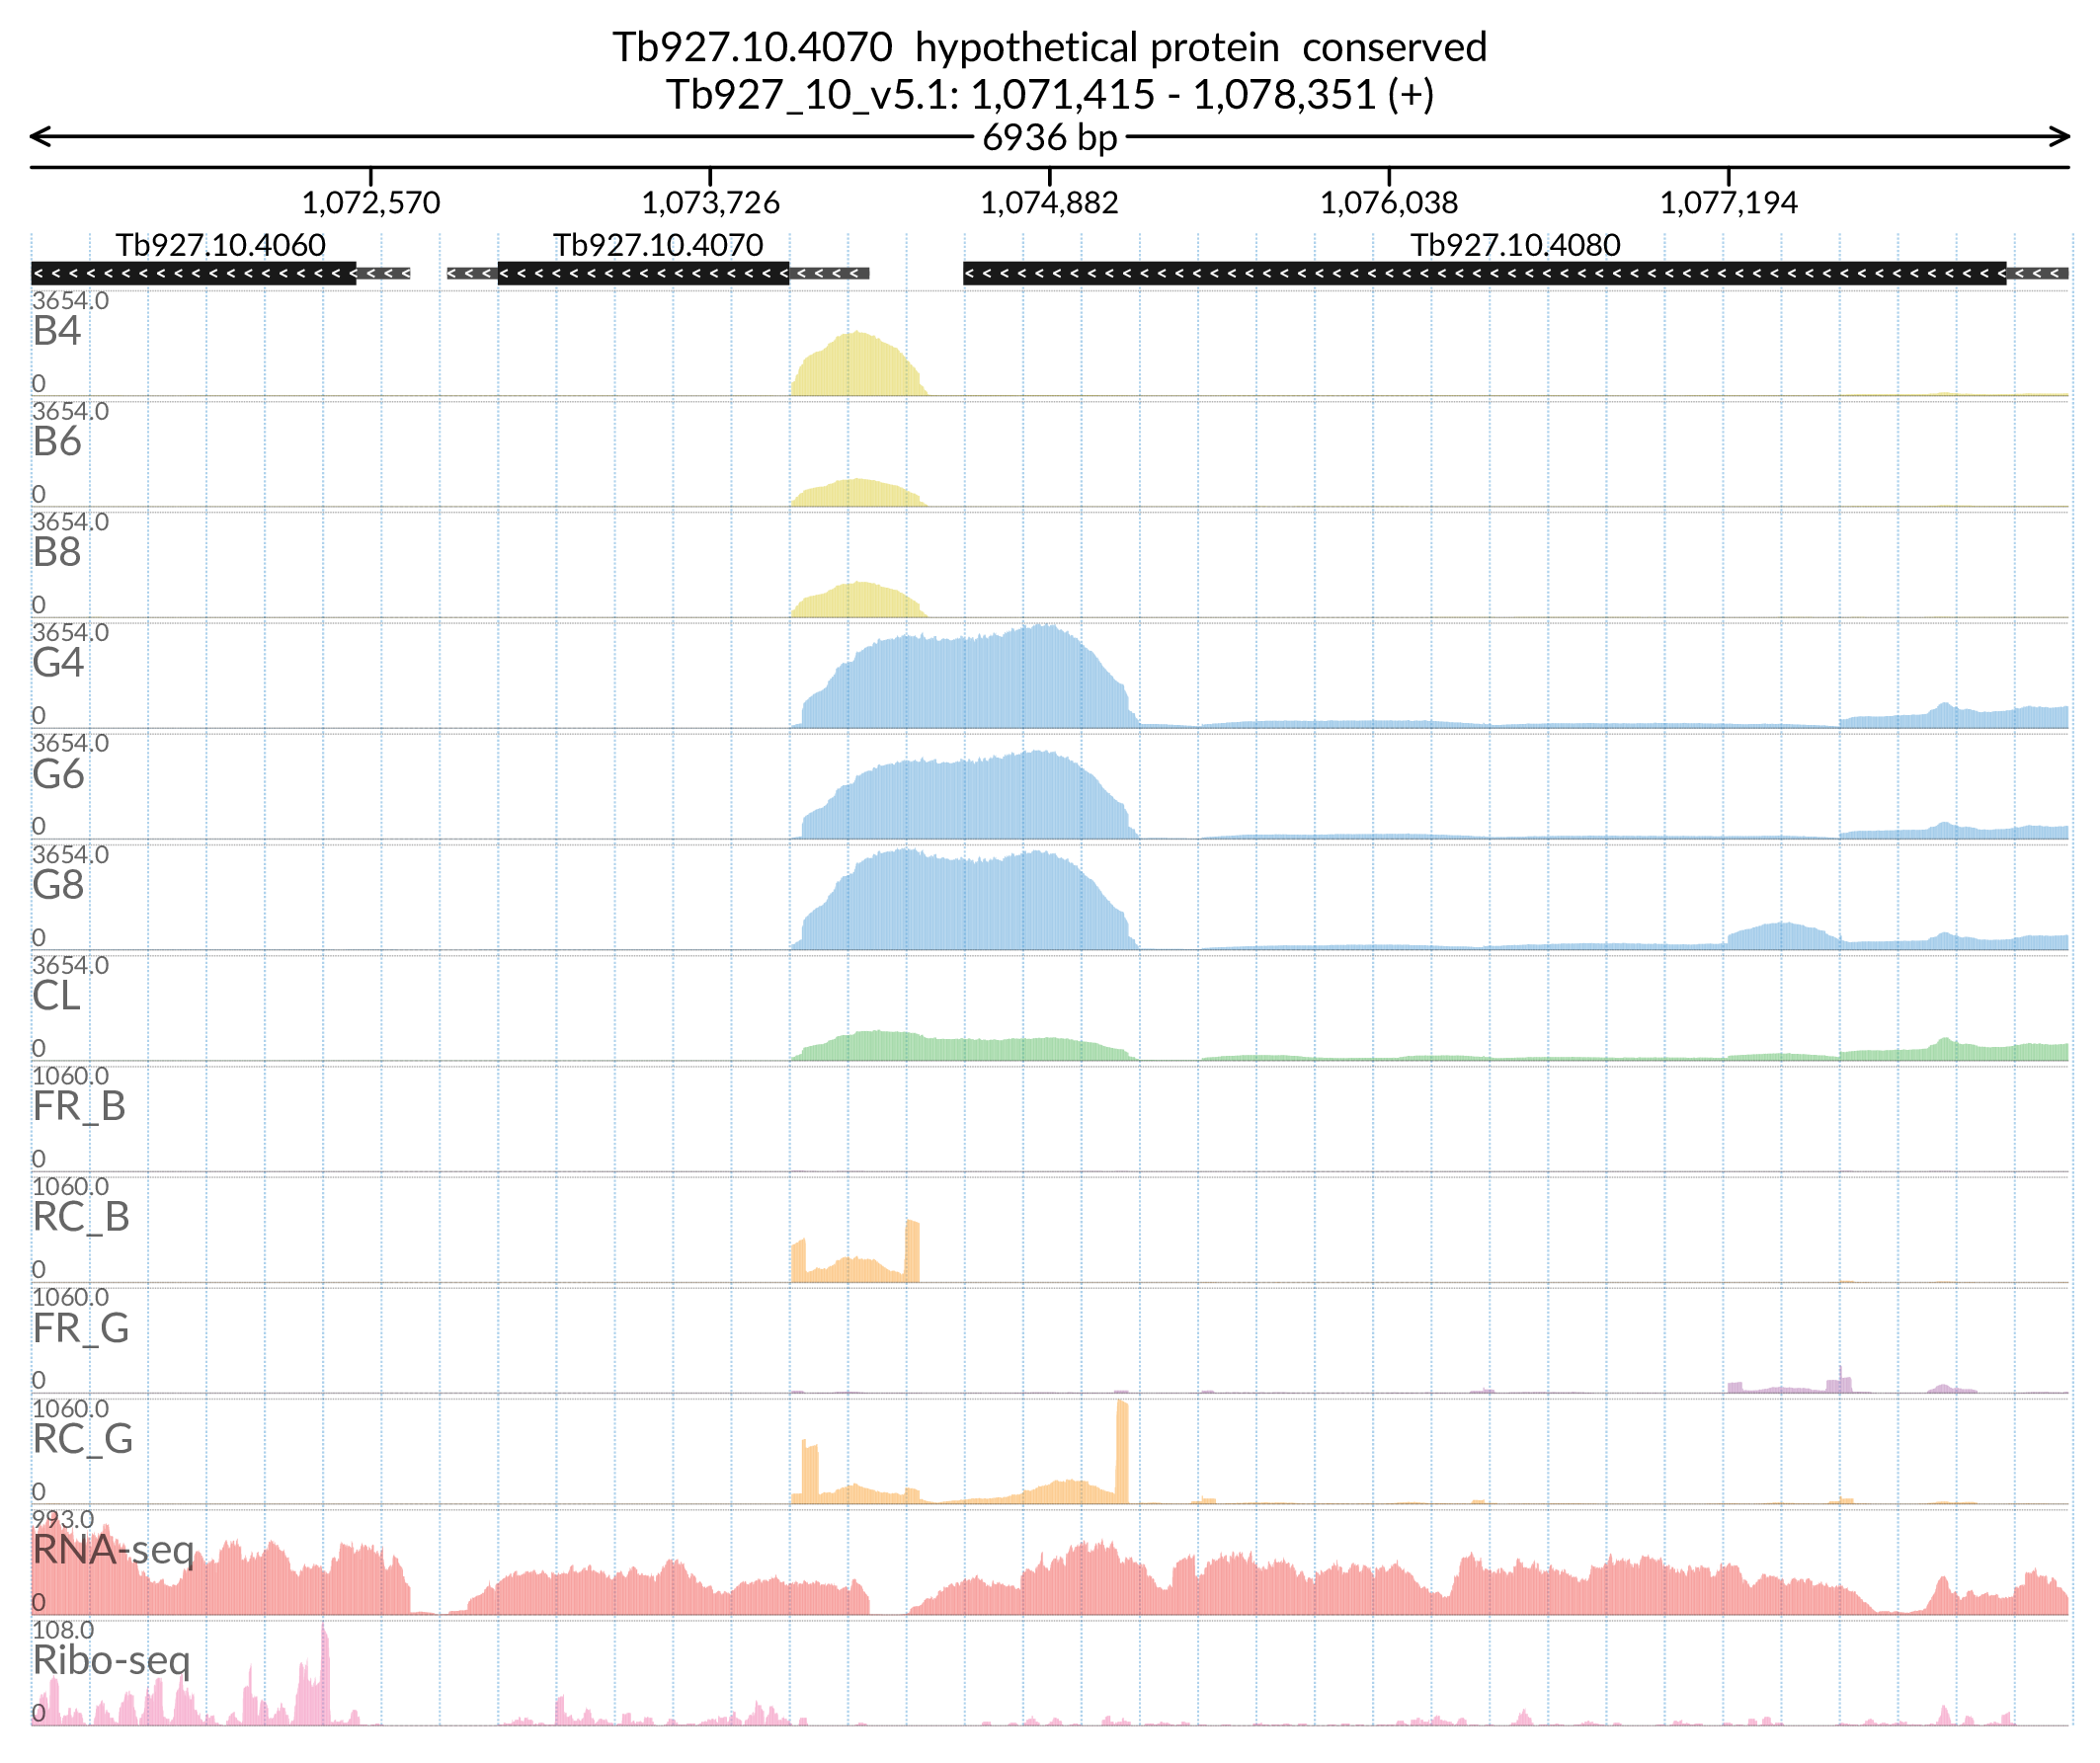 Tb927.10.4070  hypothetical protein  conserved
Tb927_10_v5.1: 1,071,415 - 1,078,351 (+)
6936 bp
1,072,570 1,073,726 1,074,882 1,076,038 1,077,194
Tb927.10.4060 Tb927.10.4070 Tb927.10.4080
3654.0
B4
0
3654.0
B6
0
3654.0
B8
0
3654.0
G4
0
3654.0
G6
0
3654.0
G8
0
3654.0
CL
0
1060.0
FR_B
0
1060.0
RC_B
0
1060.0
FR_G
0
1060.0
RC_G
0
993.0
RNA-seq
0
108.0
Ribo-seq
0